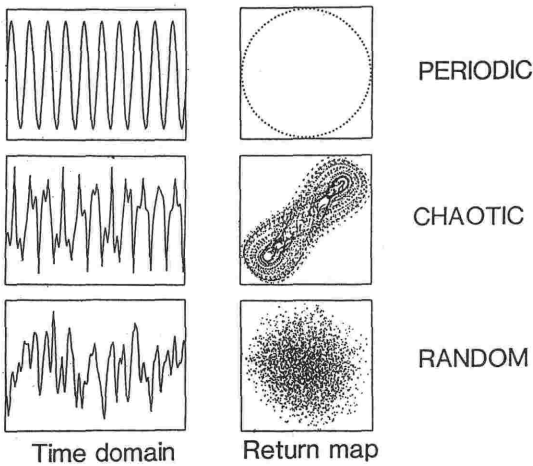 PERIODIC
CHAOTIC
RANDOM
Time domain
Return map